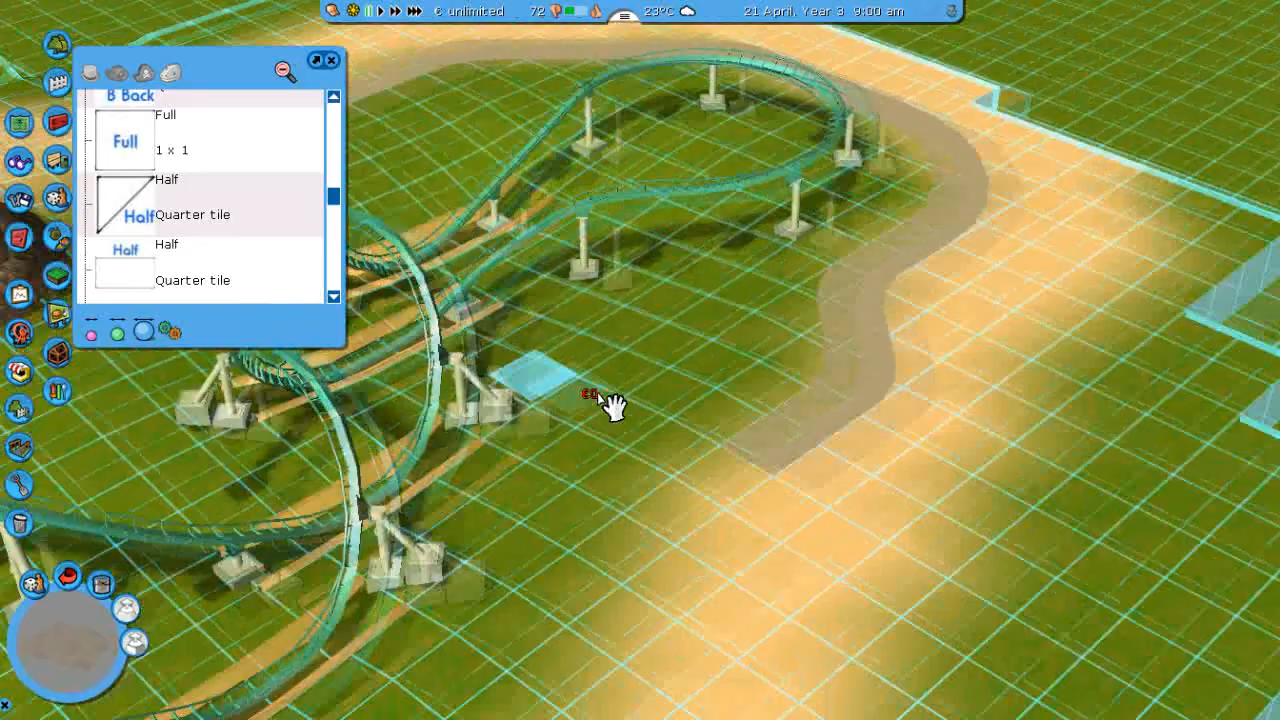 € unlimited 72 23°C 21 April, Year 3 9:00 am
B Back
Full
Full
1 x 1
Half
Half
Quarter tile
Half
Half
Quarter tile
€0